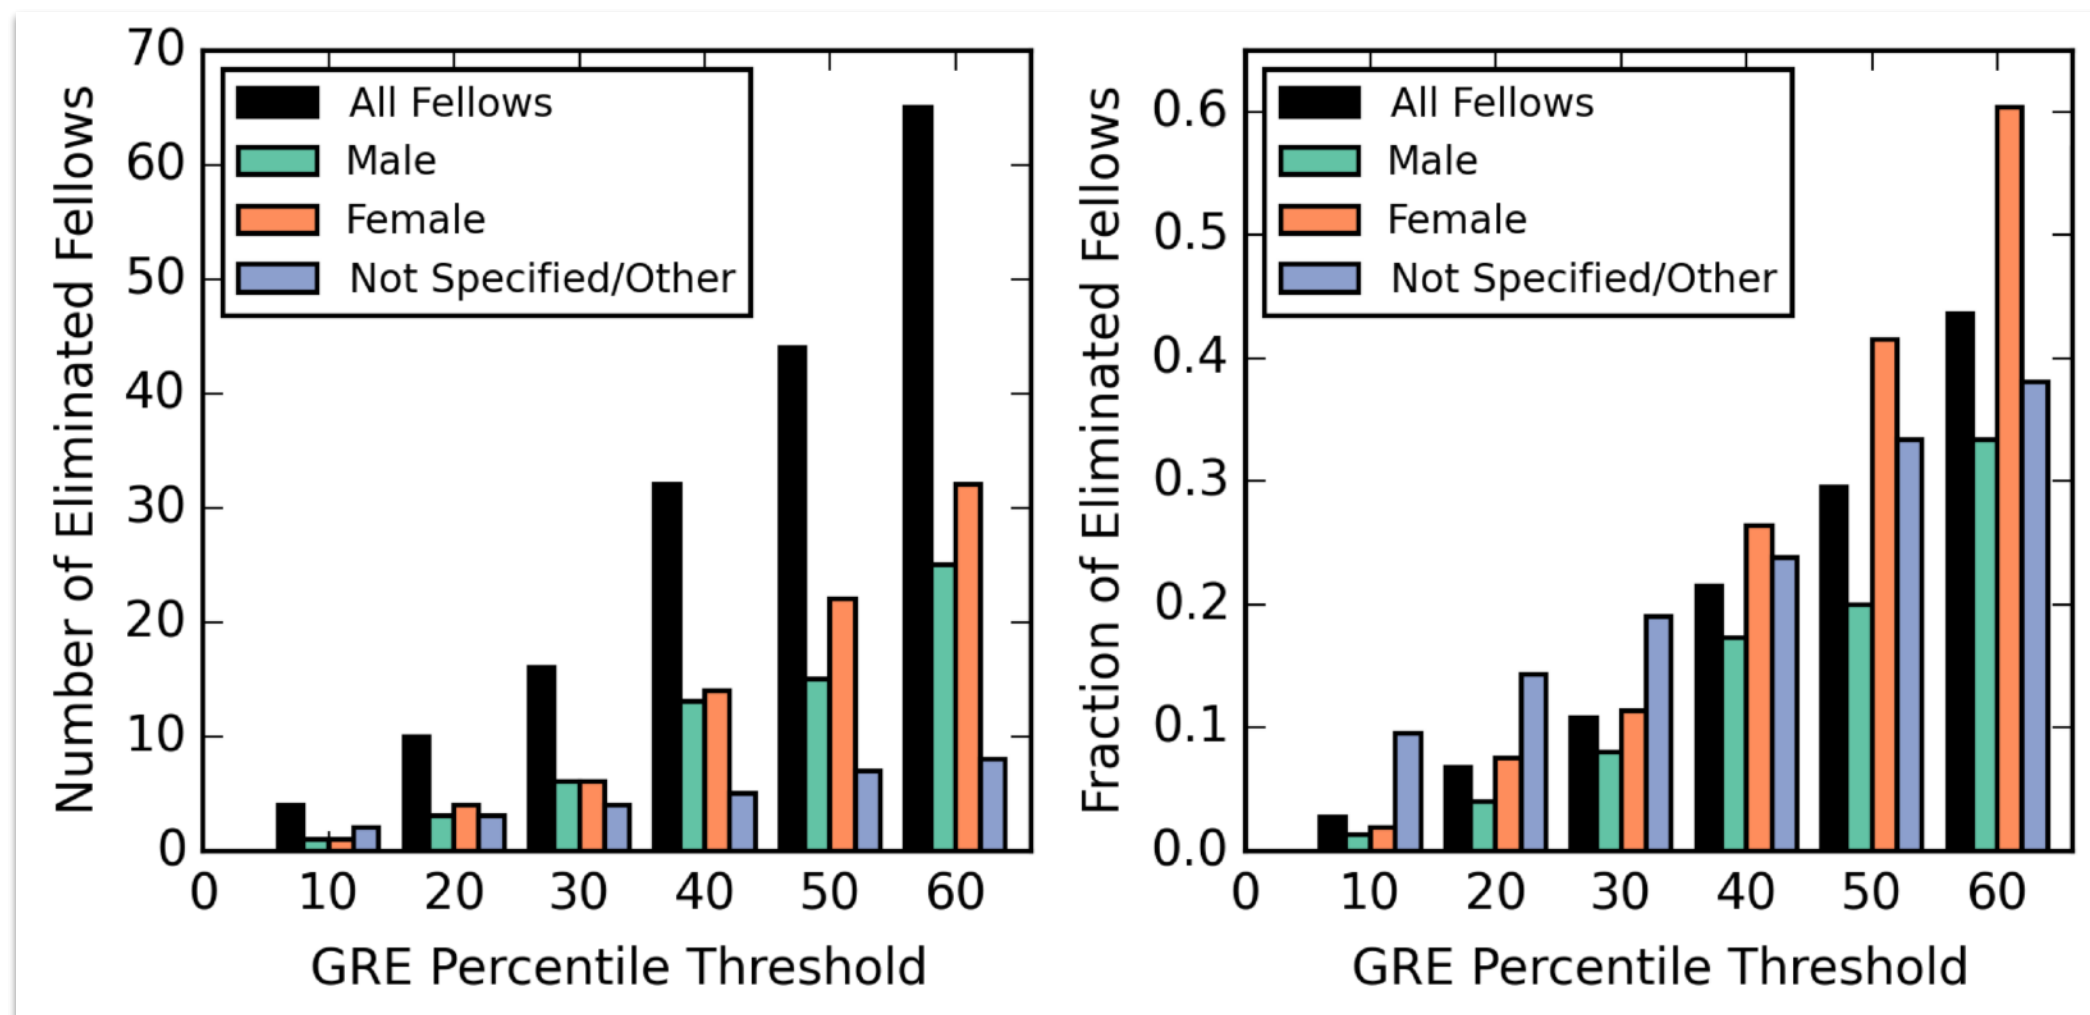 Number of Eliminated Fellows
70
60
50
40
30
20
10
0
All Fellows
Male
Female
Not Specified/Other
0 10 20 30 40 50 60
GRE Percentile Threshold
Fraction of Eliminated Fellows
0.6
0.5
0.4
0.3
0.2
0.1
0.0
All Fellows
Male
Female
Not Specified/Other
0 10 20 30 40 50 60
GRE Percentile Threshold